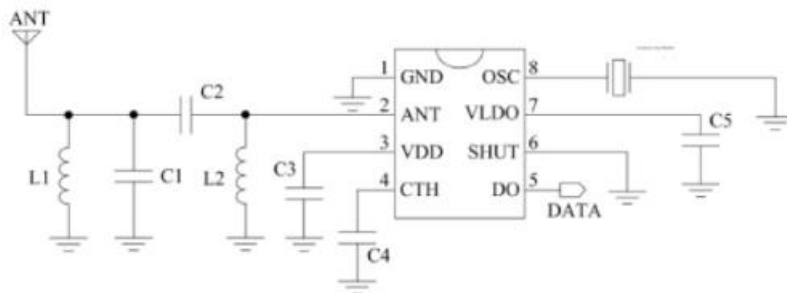 ANT
1
C2
L1
C1
L2
C3
C4
1 GND OSC 8
2 ANT VLDO 7
3 VDD SHUT 6
4 CTH DO 5
C5
DATA